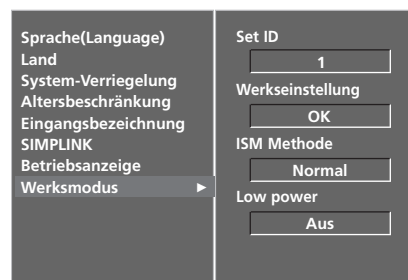 Sprache(Language)
Land
System-Verriegelung
Altersbeschränkung
Eingangsbezeichnung
SIMPLINK
Betriebsanzeige
Werksmodus ►
Set ID
1
Werkseinstellung
OK
ISM Methode
Normal
Low power
Aus